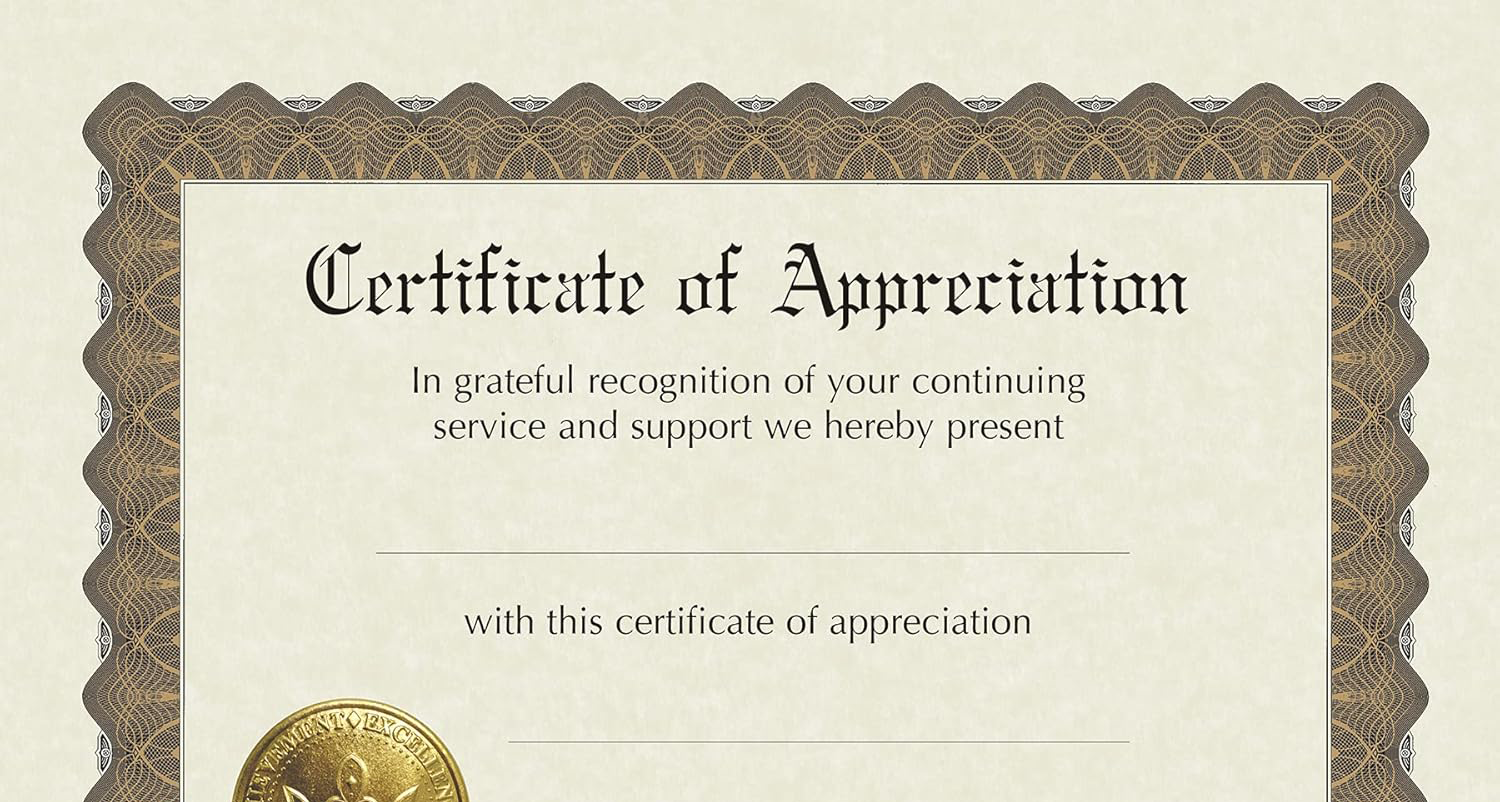 Certificate of Appreciation
In grateful recognition of your continuing
service and support we hereby present
with this certificate of appreciation